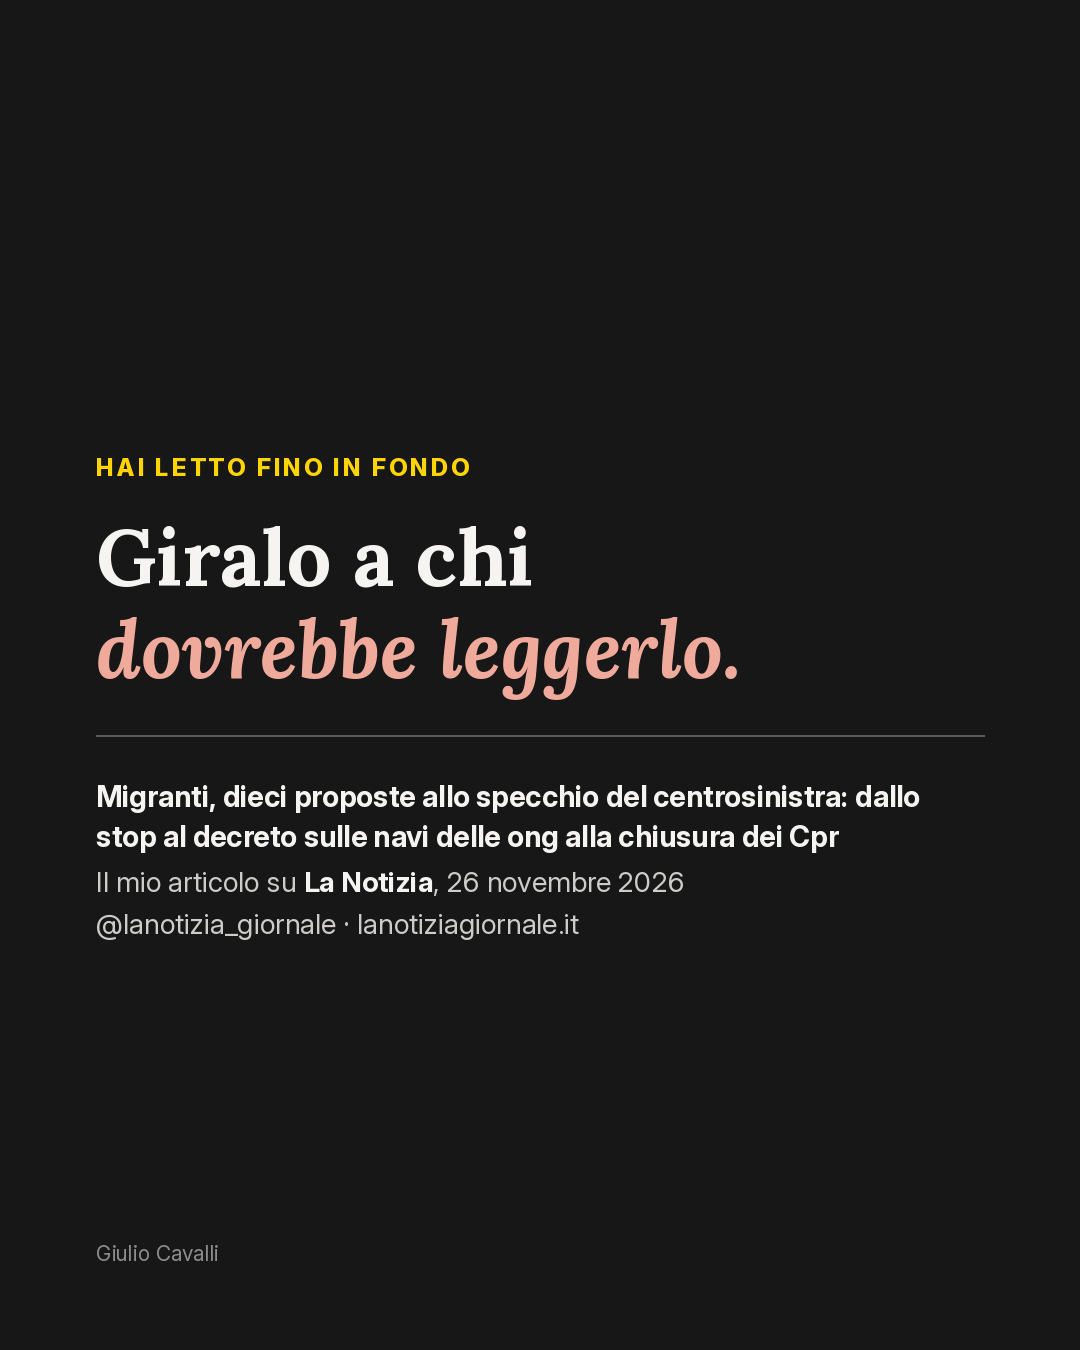 HAI LETTO FINO IN FONDO
Giralo a chi
dovrebbe leggerlo.
Migranti, dieci proposte allo specchio del centrosinistra: dallo
stop al decreto sulle navi delle ong alla chiusura dei Cpr
Il mio articolo su La Notizia, 26 novembre 2026
@lanotizia_giornale · lanotiziagiornale.it
Giulio Cavalli